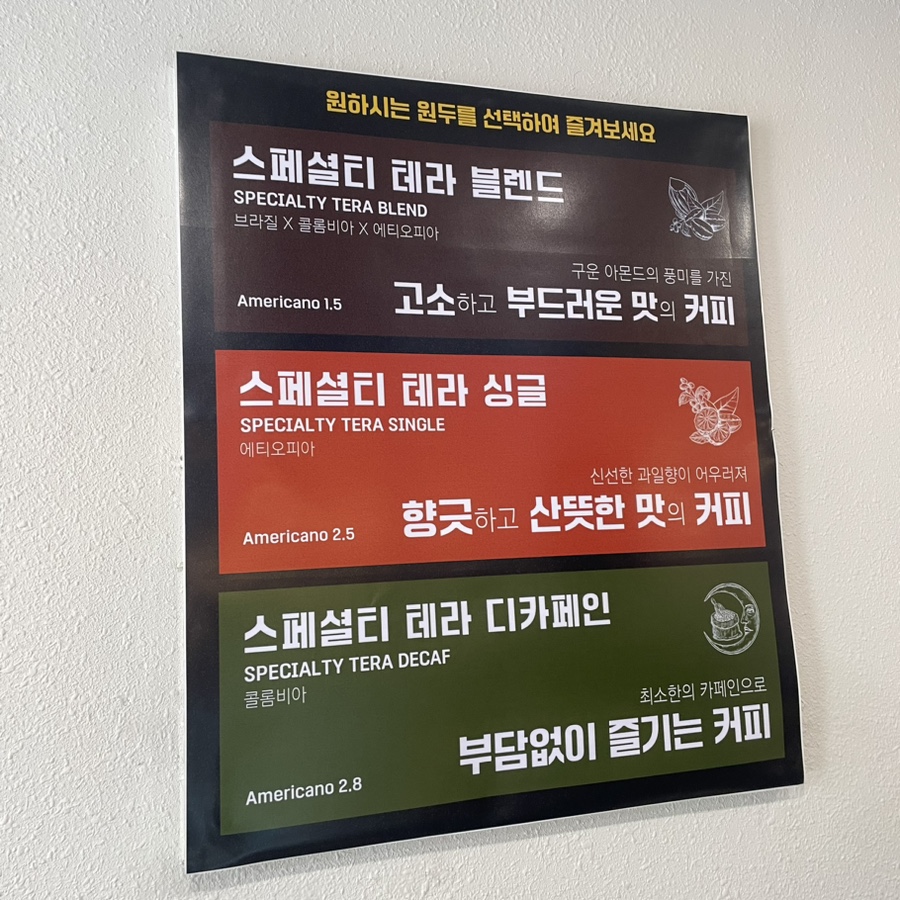 원하시는 원두를 선택하여 즐겨보세요
스페셜티 테라 블렌드
SPECIALTY TERA BLEND
브라질 X 콜롬비아 X 에티오피아
구운 아몬드의 풍미를 가진
Americano 1.5
고소하고 부드러운 맛의 커피
스페셜티 테라 싱글
SPECIALTY TERA SINGLE
에티오피아
신선한 과일향이 어우러져
Americano 2.5
향긋하고 산뜻한 맛의 커피
스페셜티 테라 디카페인
SPECIALTY TERA DECAF
콜롬비아
최소한의 카페인으로
부담없이 즐기는 커피
Americano 2.8